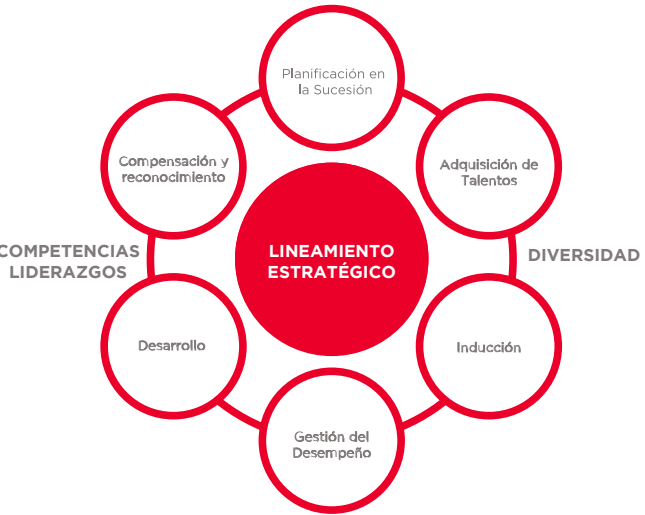 Planificación en
la Sucesión
Compensación y
reconocimiento
Adquisición de
Talentos
COMPETENCIAS
LIDERAZGOS
LINEAMIENTO
ESTRATÉGICO
DIVERSIDAD
Desarrollo
Inducción
Gestión del
Desempeño